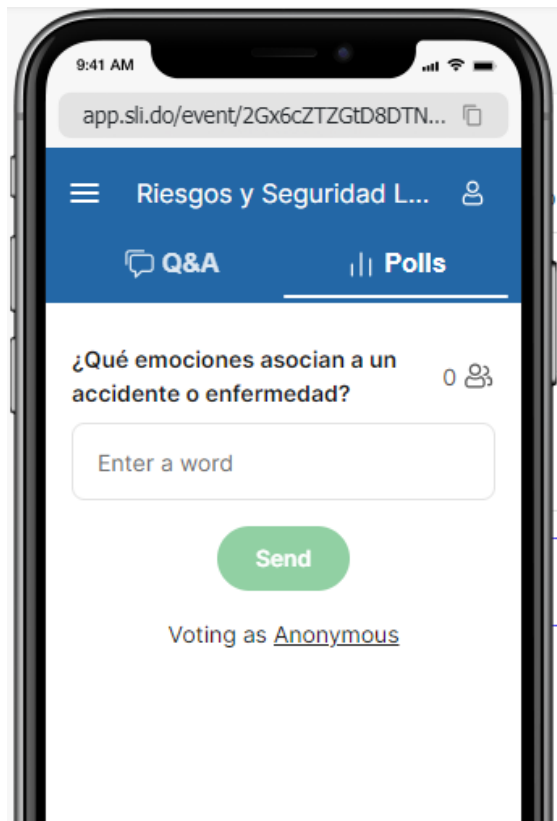 9:41 AM
app.sli.do/event/2Gx6cZTZGtD8DTN...
Riesgos y Seguridad L...
Q&A
Polls
¿Qué emociones asocian a un
accidente o enfermedad?
0
Enter a word
Send
Voting as Anonymous